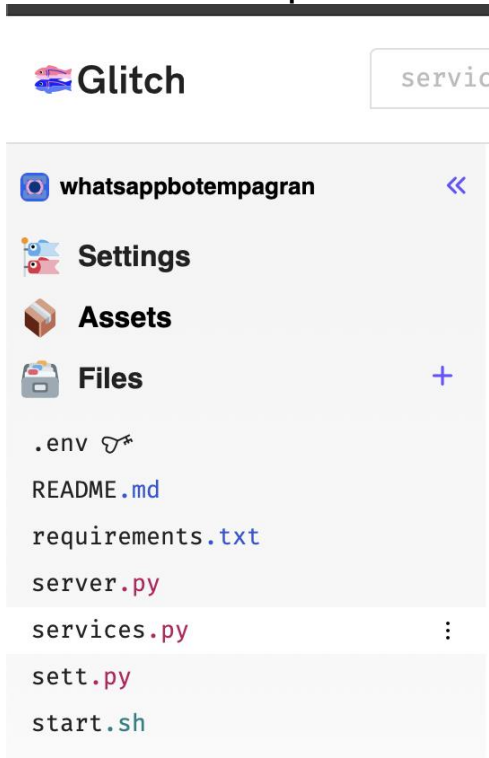 Glitch
servic
whatsappbotempagran
Settings
Assets
Files
.env
README.md
requirements.txt
server.py
services.py
sett.py
start.sh